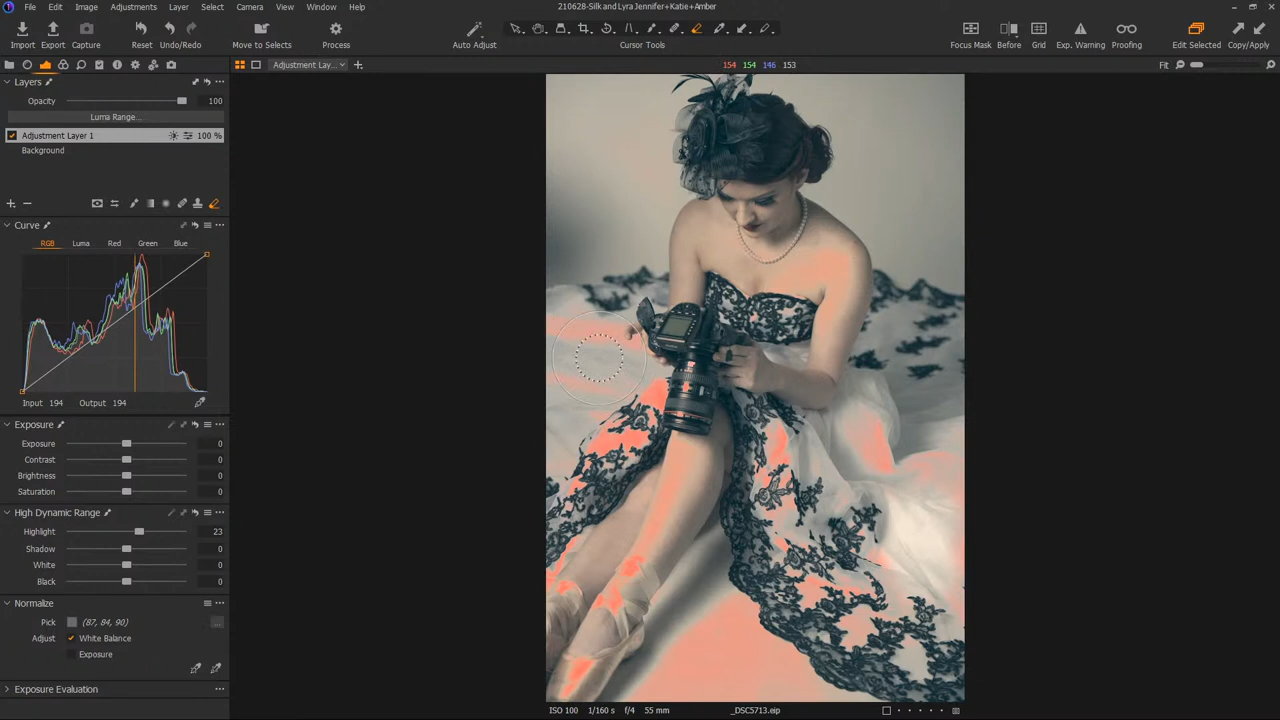 File Edit Image Adjustments Layer Select Camera View Window Help
210628-Silk and Lyra Jennifer+Katie+Amber
Import Export Capture Reset Undo/Redo Move to Selects Process Auto Adjust Cursor Tools Focus Mask Before Grid Exp. Warning Proofing Edit Selected Copy/Apply
Adjustment Lay...
154 154 146 153
Fit
Layers
Opacity 100
Luma Range...
Adjustment Layer 1 100 %
Background
Curve
RGB Luma Red Green Blue
Input 194 Output 194
Exposure
Exposure 0
Contrast 0
Brightness 0
Saturation 0
High Dynamic Range
Highlight 23
Shadow 0
White 0
Black 0
Normalize
Pick (87, 84, 90)
Adjust White Balance
Exposure
Exposure Evaluation
ISO 100 1/160 s f/4 55 mm _DSC5713.eip